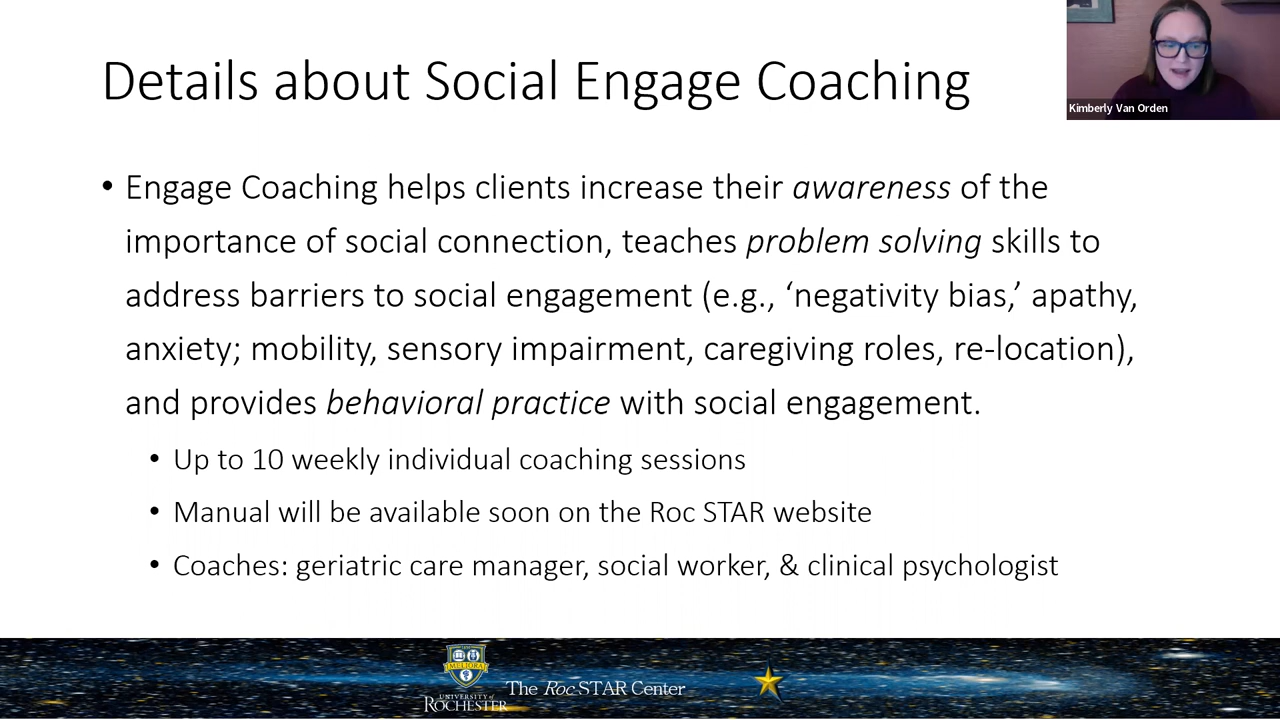 Details about Social Engage Coaching
Kimberly Van Orden
• Engage Coaching helps clients increase their awareness of the
importance of social connection, teaches problem solving skills to
address barriers to social engagement (e.g., ‘negativity bias,’ apathy,
anxiety; mobility, sensory impairment, caregiving roles, re-location),
and provides behavioral practice with social engagement.
• Up to 10 weekly individual coaching sessions
• Manual will be available soon on the Roc STAR website
• Coaches: geriatric care manager, social worker, & clinical psychologist
MELIORA
UNIVERSITY of
ROCHESTER
The Roc STAR Center